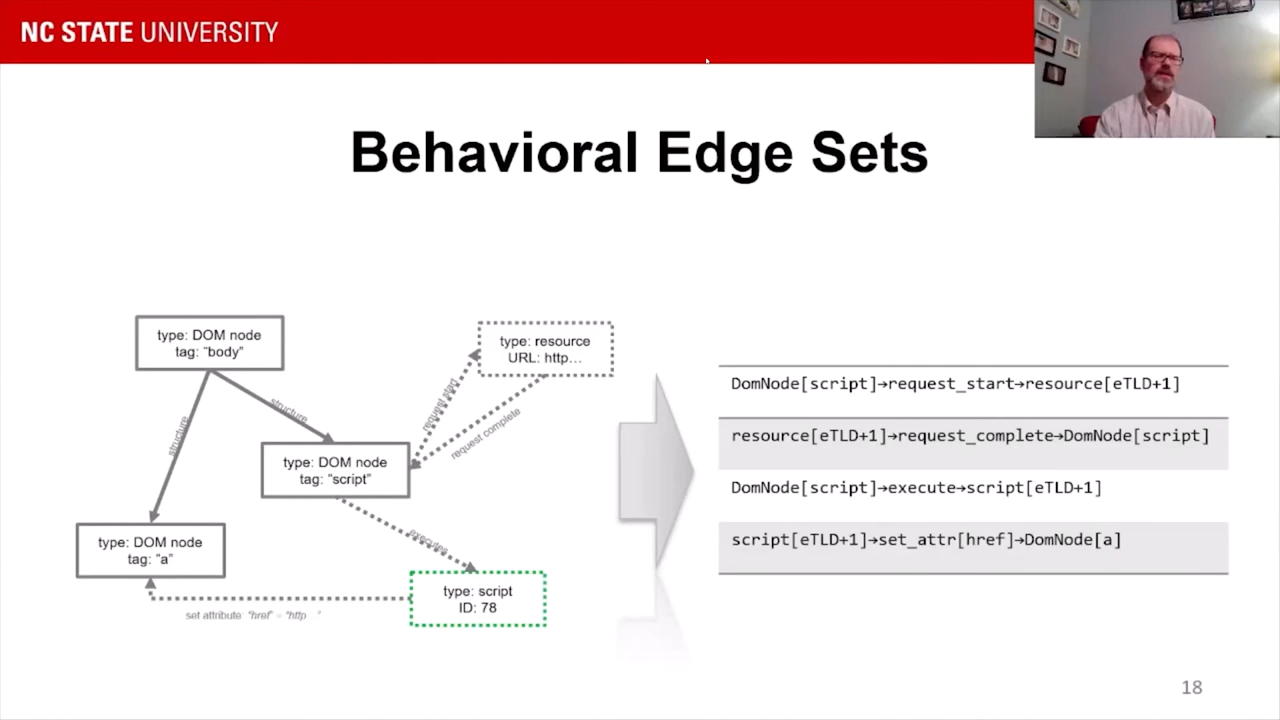 NC STATE UNIVERSITY
Behavioral Edge Sets
type: DOM node
tag: “body”
type: resource
URL: http…
structure
structure
request start
request complete
type: DOM node
tag: “script”
type: DOM node
tag: “a”
executes
type: script
ID: 78
set attribute: “href” = “http ”
DomNode[script]→request_start→resource[eTLD+1]
resource[eTLD+1]→request_complete→DomNode[script]
DomNode[script]→execute→script[eTLD+1]
script[eTLD+1]→set_attr[href]→DomNode[a]
18